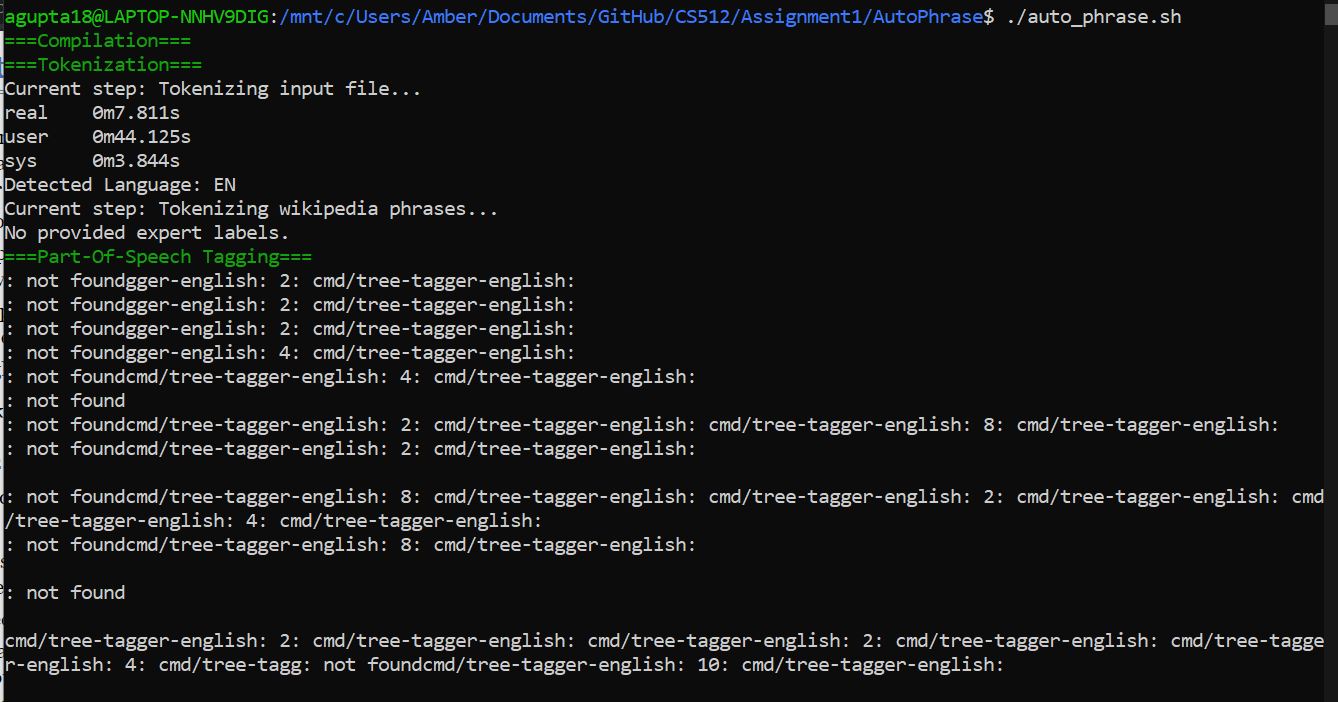 agupta18@LAPTOP-NNHV9DIG:/mnt/c/Users/Amber/Documents/GitHub/CS512/Assignment1/AutoPhrase$ ./auto_phrase.sh
===Compilation===
===Tokenization===
Current step: Tokenizing input file...
real    0m7.811s
user    0m44.125s
sys     0m3.844s
Detected Language: EN
Current step: Tokenizing wikipedia phrases...
No provided expert labels.
===Part-Of-Speech Tagging===
: not foundgger-english: 2: cmd/tree-tagger-english:
: not foundgger-english: 2: cmd/tree-tagger-english:
: not foundgger-english: 2: cmd/tree-tagger-english:
: not foundgger-english: 4: cmd/tree-tagger-english:
: not foundcmd/tree-tagger-english: 4: cmd/tree-tagger-english:
: not found
: not foundcmd/tree-tagger-english: 2: cmd/tree-tagger-english: cmd/tree-tagger-english: 8: cmd/tree-tagger-english:
: not foundcmd/tree-tagger-english: 2: cmd/tree-tagger-english:

: not foundcmd/tree-tagger-english: 8: cmd/tree-tagger-english: cmd/tree-tagger-english: 2: cmd/tree-tagger-english: cmd
/tree-tagger-english: 4: cmd/tree-tagger-english:
: not foundcmd/tree-tagger-english: 8: cmd/tree-tagger-english:

: not found

cmd/tree-tagger-english: 2: cmd/tree-tagger-english: cmd/tree-tagger-english: 2: cmd/tree-tagger-english: cmd/tree-tagge
r-english: 4: cmd/tree-tagg: not foundcmd/tree-tagger-english: 10: cmd/tree-tagger-english: